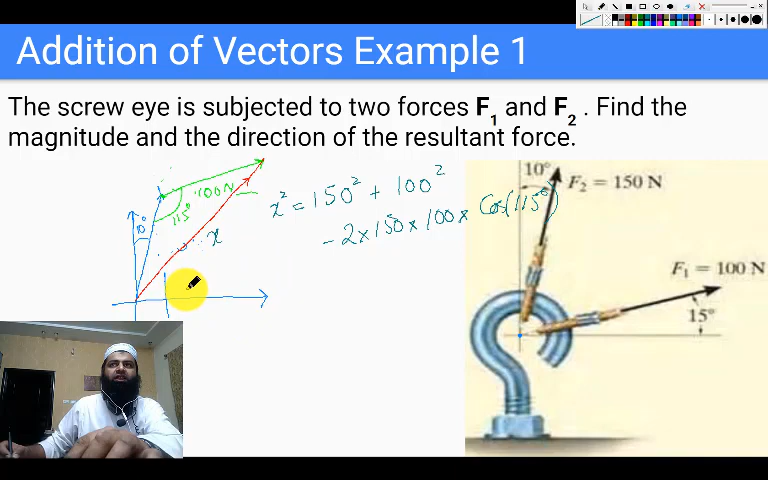 Addition of Vectors Example 1
The screw eye is subjected to two forces F1 and F2 . Find the
magnitude and the direction of the resultant force.
10°
F2 = 150 N
F1 = 100 N
15°
100N
115°
10°
x
x² = 150² + 100²
- 2 × 150 × 100 × Cos(115°)